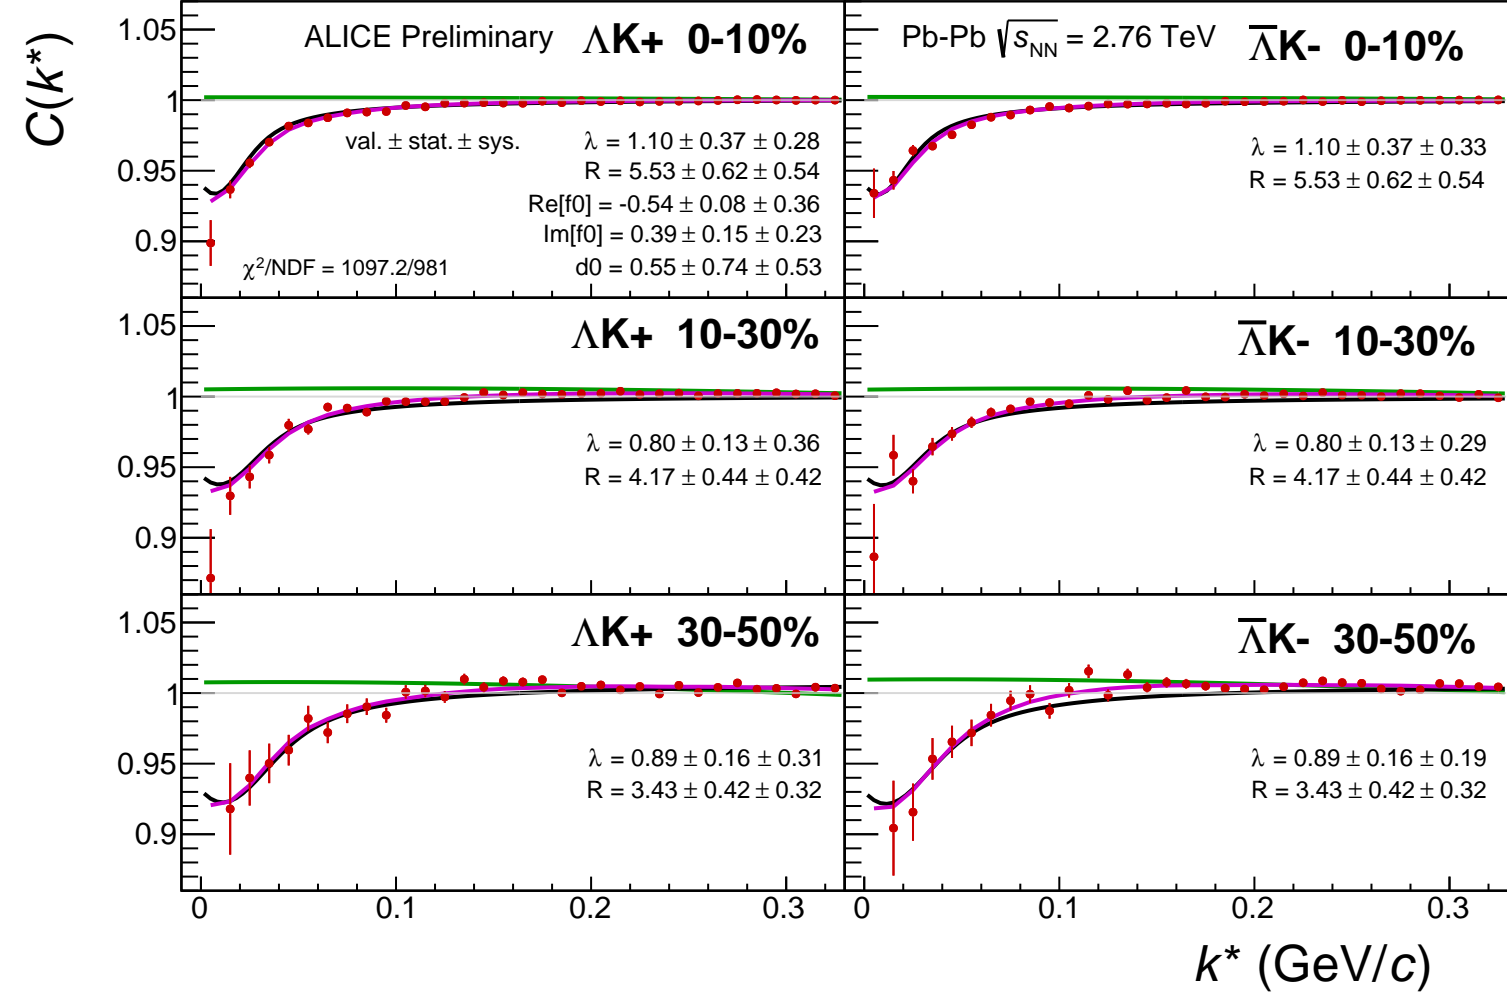 C(k*)
ALICE Preliminary ΛK+ 0-10%
1.05
1
0.95
0.9
val. ± stat. ± sys.
λ = 1.10 ± 0.37 ± 0.28
R = 5.53 ± 0.62 ± 0.54
Re[f0] = -0.54 ± 0.08 ± 0.36
Im[f0] = 0.39 ± 0.15 ± 0.23
χ²/NDF = 1097.2/981
d0 = 0.55 ± 0.74 ± 0.53
Pb-Pb √sNN = 2.76 TeV Λ̅K- 0-10%
λ = 1.10 ± 0.37 ± 0.33
R = 5.53 ± 0.62 ± 0.54
ΛK+ 10-30%
1.05
1
0.95
0.9
λ = 0.80 ± 0.13 ± 0.36
R = 4.17 ± 0.44 ± 0.42
Λ̅K- 10-30%
λ = 0.80 ± 0.13 ± 0.29
R = 4.17 ± 0.44 ± 0.42
ΛK+ 30-50%
1.05
1
0.95
0.9
λ = 0.89 ± 0.16 ± 0.31
R = 3.43 ± 0.42 ± 0.32
Λ̅K- 30-50%
λ = 0.89 ± 0.16 ± 0.19
R = 3.43 ± 0.42 ± 0.32
0 0.1 0.2 0.3 0 0.1 0.2 0.3
k* (GeV/c)